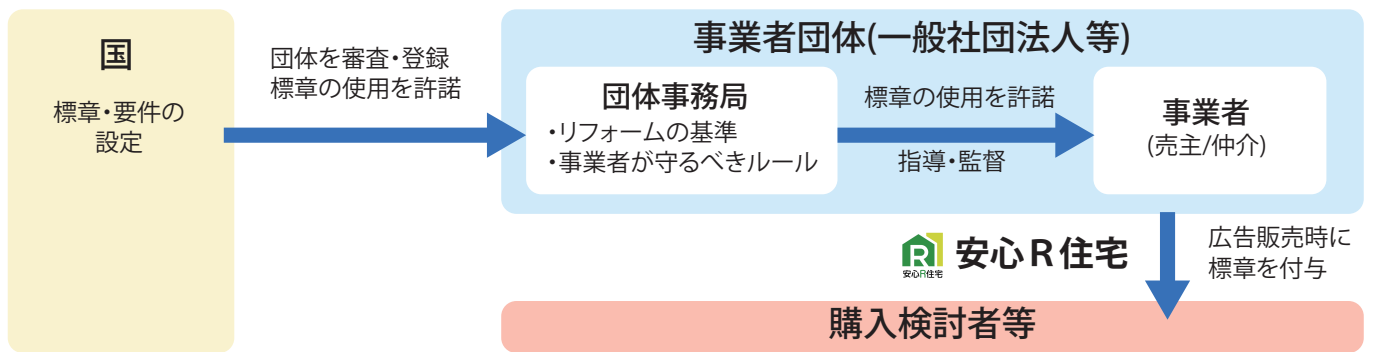 国
標章・要件の
設定
団体を審査・登録
標章の使用を許諾
事業者団体(一般社団法人等)
団体事務局
・リフォームの基準
・事業者が守るべきルール
標章の使用を許諾
指導・監督
事業者
(売主/仲介)
R
安心R住宅
安心R住宅
広告販売時に
標章を付与
購入検討者等